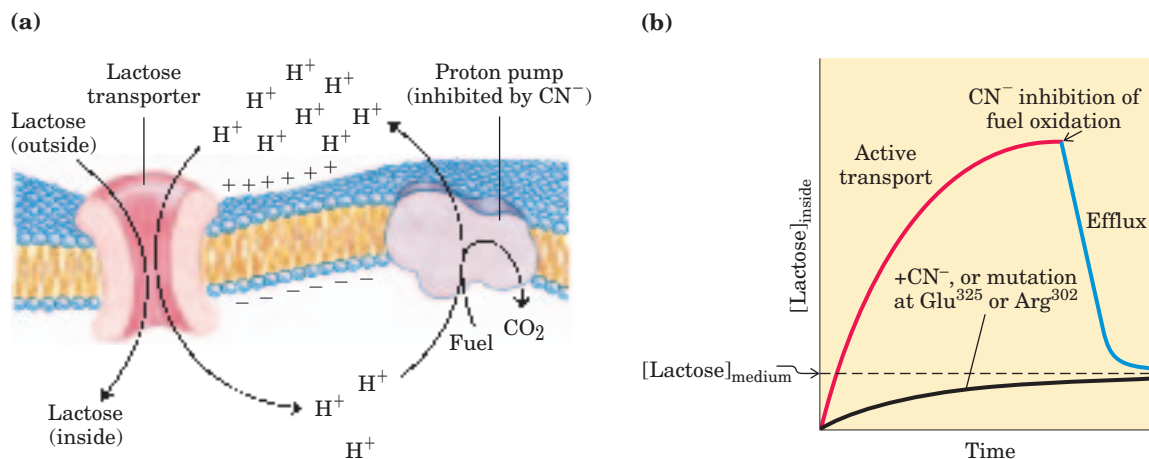 (a)
Lactose
transporter
Lactose
(outside)
H⁺
H⁺
H⁺
H⁺
H⁺
H⁺
H⁺
H⁺
H⁺
Proton pump
(inhibited by CN⁻)
+ + + + + +
– – – – – –
Fuel
CO₂
Lactose
(inside)
H⁺
H⁺
H⁺
(b)
CN⁻ inhibition of
fuel oxidation
Active
transport
Efflux
+CN⁻, or mutation
at Glu³²⁵ or Arg³⁰²
[Lactose]inside
[Lactose]medium
Time